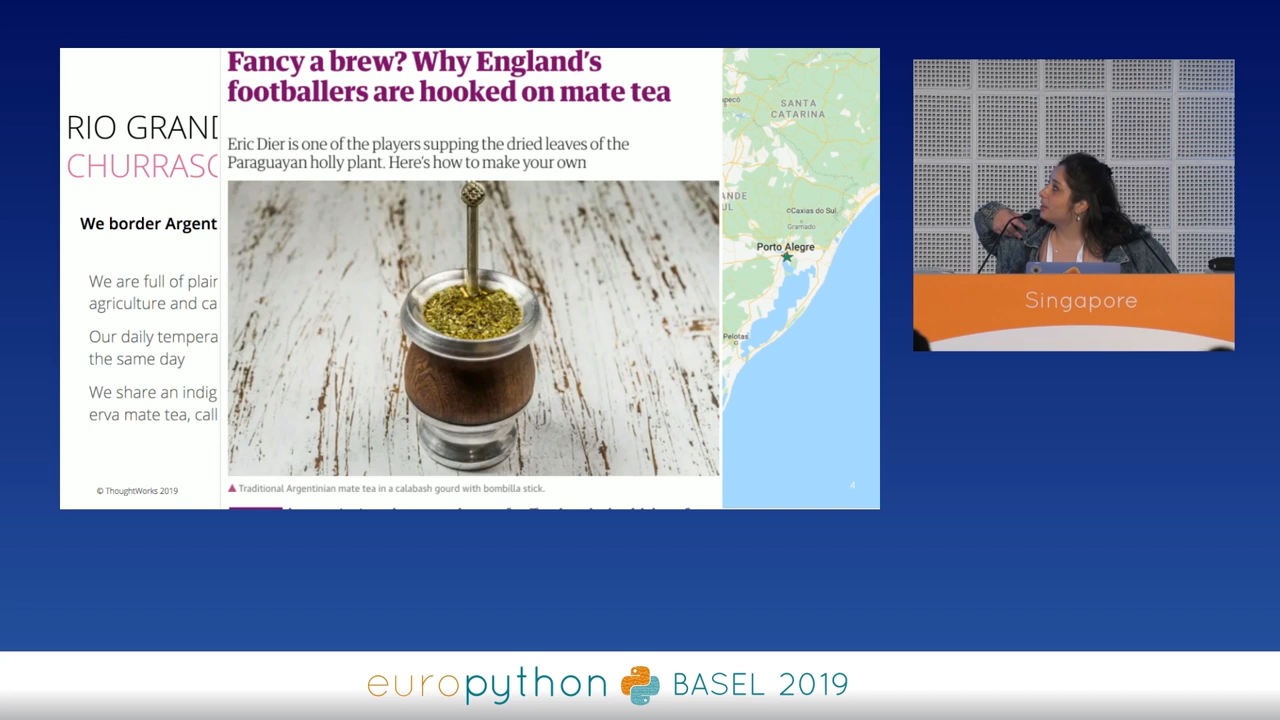 RIO GRAND
CHURRASC
We border Argent
We are full of plair
agriculture and ca
Our daily tempera
the same day
We share an indig
erva mate tea, call
© ThoughtWorks 2019
Fancy a brew? Why England's
footballers are hooked on mate tea
Eric Dier is one of the players supping the dried leaves of the
Paraguayan holly plant. Here's how to make your own
Traditional Argentinian mate tea in a calabash gourd with bombilla stick.
SANTA
CATARINA
ANDE
UL
Caxias do Sul
Gramado
Porto Alegre
Pelotas
4
Singapore
europython BASEL 2019